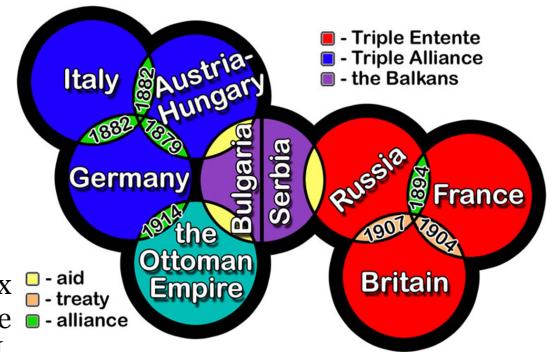 - Triple Entente
- Triple Alliance
- the Balkans
Italy
Austria-
Hungary
1882
1882
1879
Germany
Bulgaria
Serbia
Russia
1894
France
1914
the
Ottoman
Empire
1907
1904
Britain
x
- aid
- treaty
e
- alliance